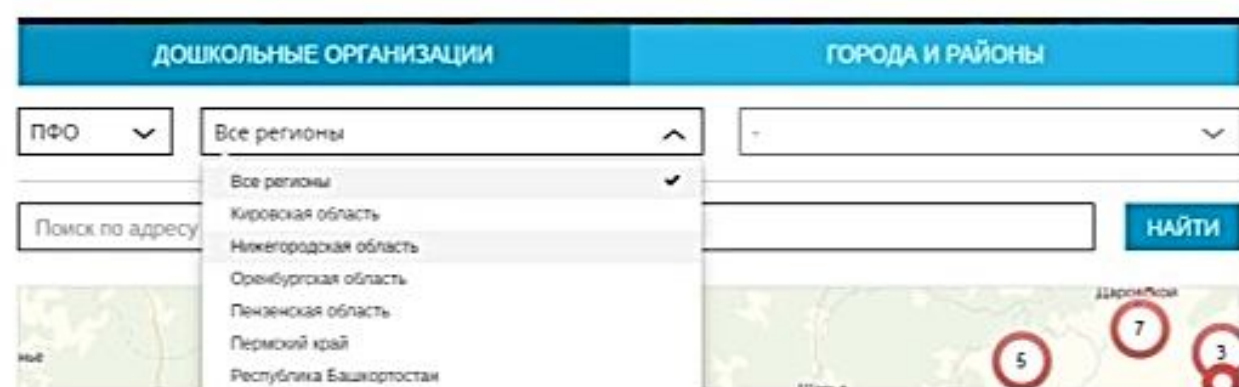 ДОШКОЛЬНЫЕ ОРГАНИЗАЦИИ
ГОРОДА И РАЙОНЫ
ПФО
Все регионы
-
Все регионы
Кировская область
Поиск по адресу
НАЙТИ
Нижегородская область
Оренбургская область
Пензенская область
Пермский край
Республика Башкортостан
7
5
3